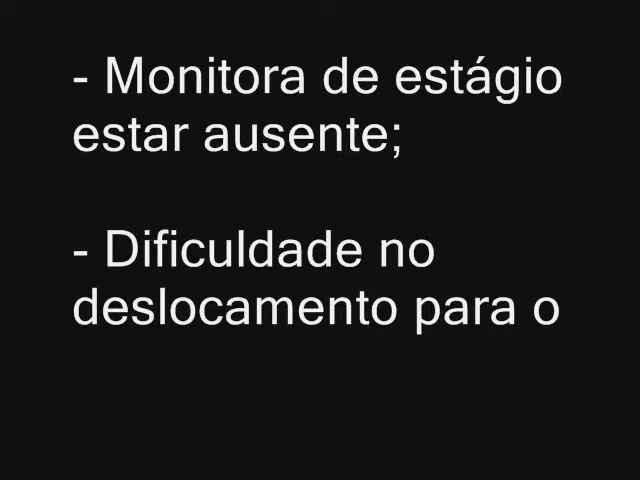 - Monitora de estágio
estar ausente;
- Dificuldade no
deslocamento para o